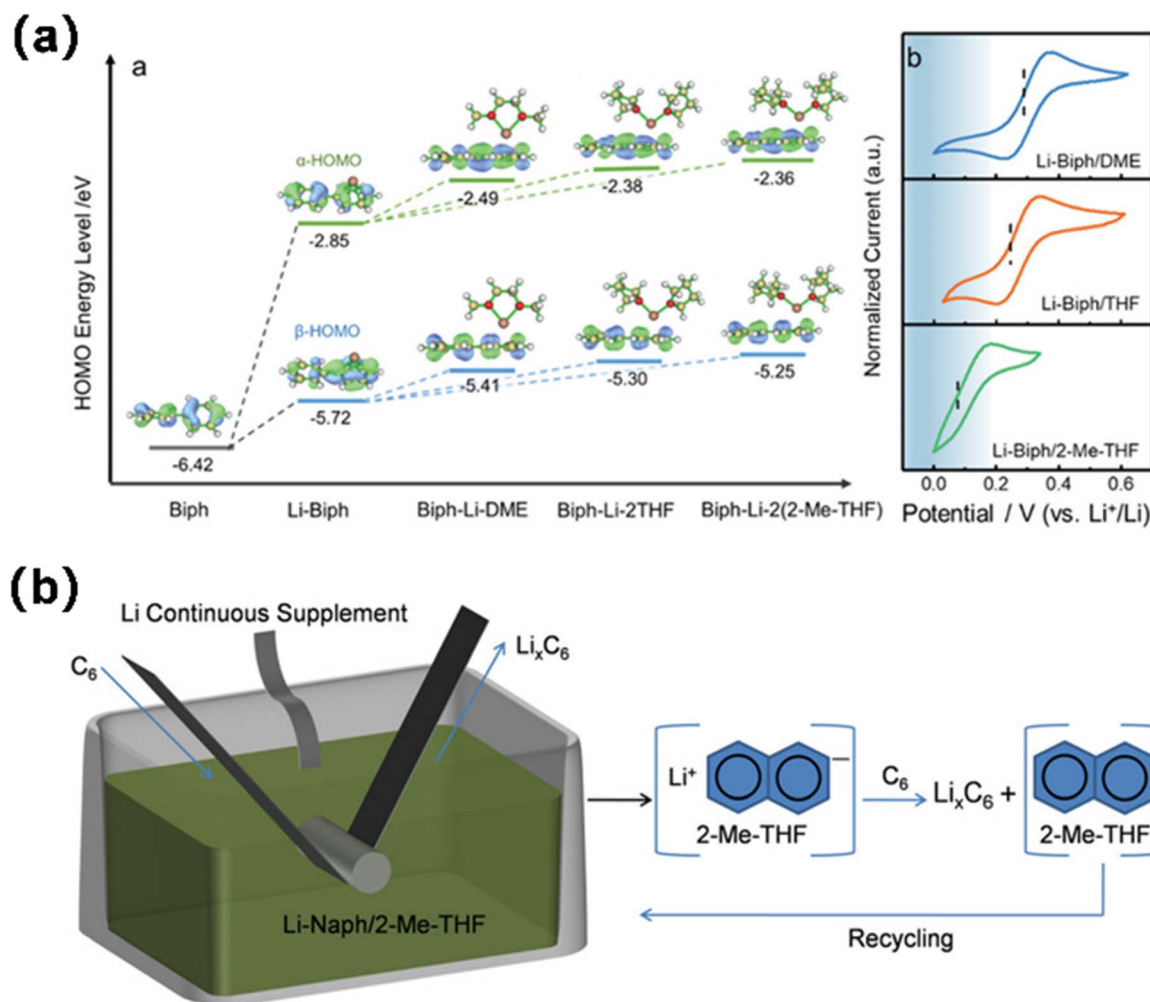 (a)
a
HOMO Energy Level /eV
α-HOMO
-2.85
-2.49
-2.38
-2.36
β-HOMO
-5.72
-5.41
-5.30
-5.25
-6.42
Biph
Li-Biph
Biph-Li-DME
Biph-Li-2THF
Biph-Li-2(2-Me-THF)
b
Normalized Current (a.u.)
Li-Biph/DME
Li-Biph/THF
Li-Biph/2-Me-THF
0.0 0.2 0.4 0.6
Potential / V (vs. Li⁺/Li)
(b)
Li Continuous Supplement
C₆
LiₓC₆
Li-Naph/2-Me-THF
Li⁺
—
2-Me-THF
C₆
LiₓC₆ +
2-Me-THF
Recycling